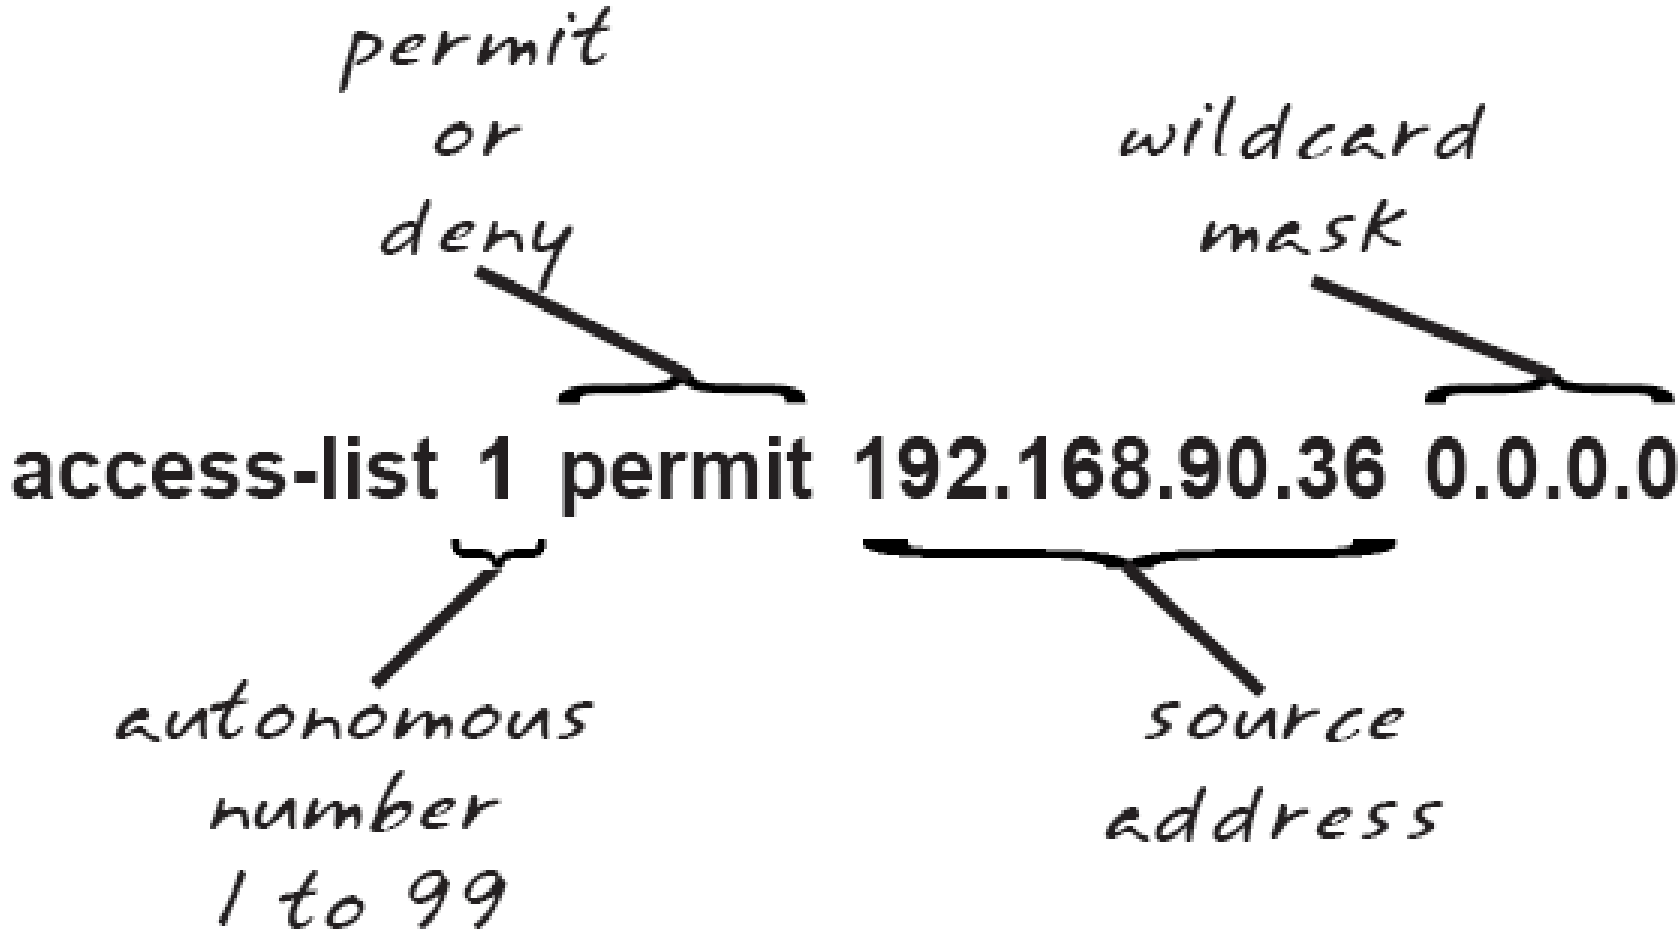 permit
or
deny
wildcard
mask
access-list 1 permit 192.168.90.36 0.0.0.0
autonomous
number
1 to 99
source
address